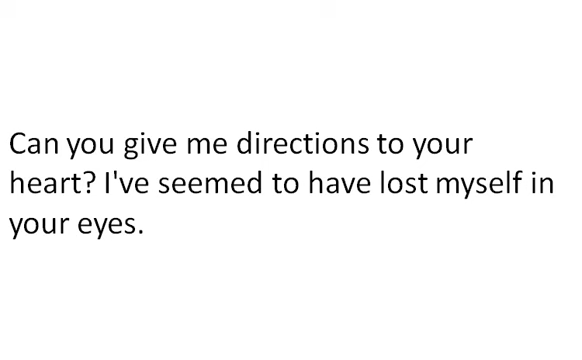 Can you give me directions to your
heart? I've seemed to have lost myself in
your eyes.